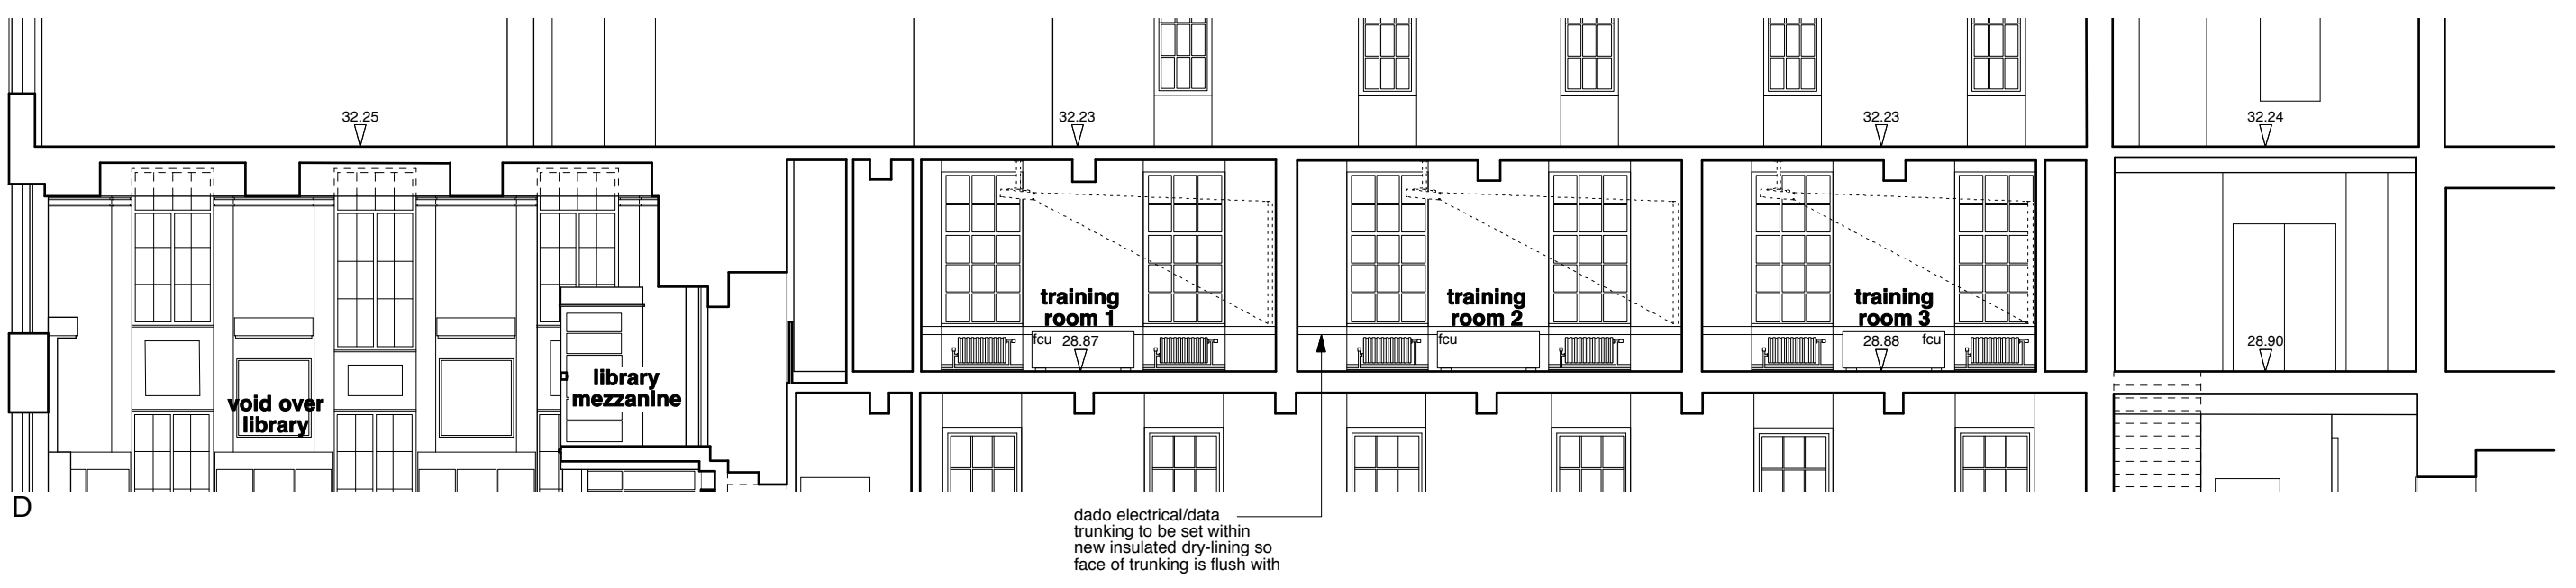 32.25
32.23
32.23
32.24
training
room 1
training
room 2
training
room 3
fcu 28.87
fcu
28.88 fcu
28.90
library
mezzanine
void over
library
D
dado electrical/data
trunking to be set within
new insulated dry-lining so
face of trunking is flush with